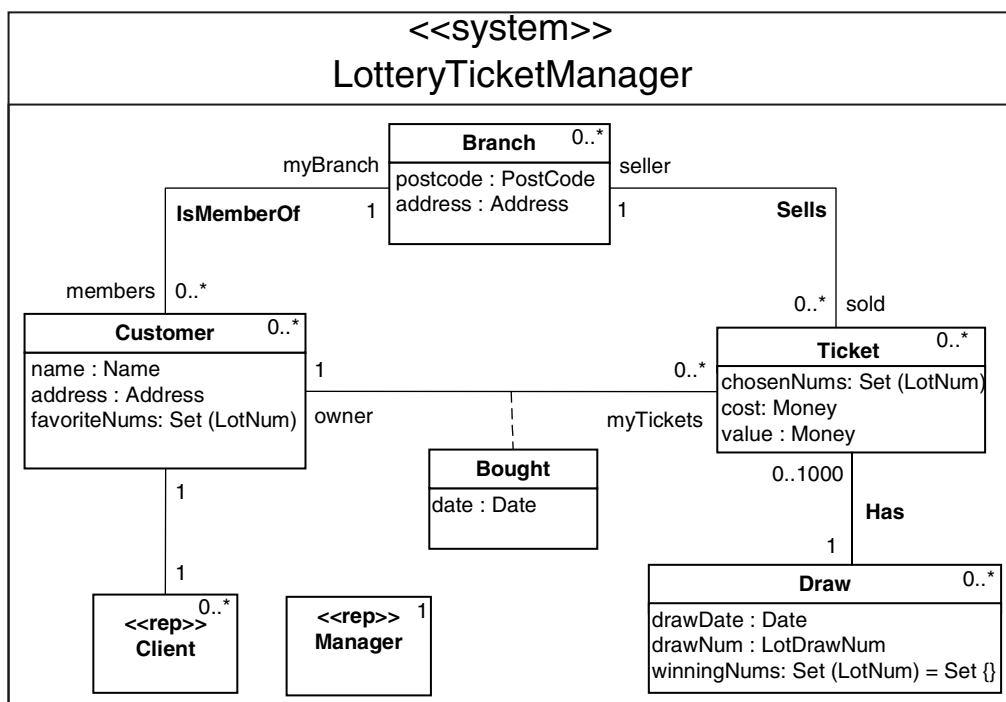 <<system>>
LotteryTicketManager
Branch 0..*
postcode : PostCode
address : Address
myBranch
1
IsMemberOf
members 0..*
seller
1
Sells
0..* sold
Customer 0..*
name : Name
address : Address
favoriteNums: Set (LotNum)
1
owner
0..*
myTickets
Ticket 0..*
chosenNums: Set (LotNum)
cost: Money
value : Money
Bought
date : Date
0..1000
Has
1
1
1
<<rep>> 0..*
Client
<<rep>> 1
Manager
Draw 0..*
drawDate : Date
drawNum : LotDrawNum
winningNums: Set (LotNum) = Set {}